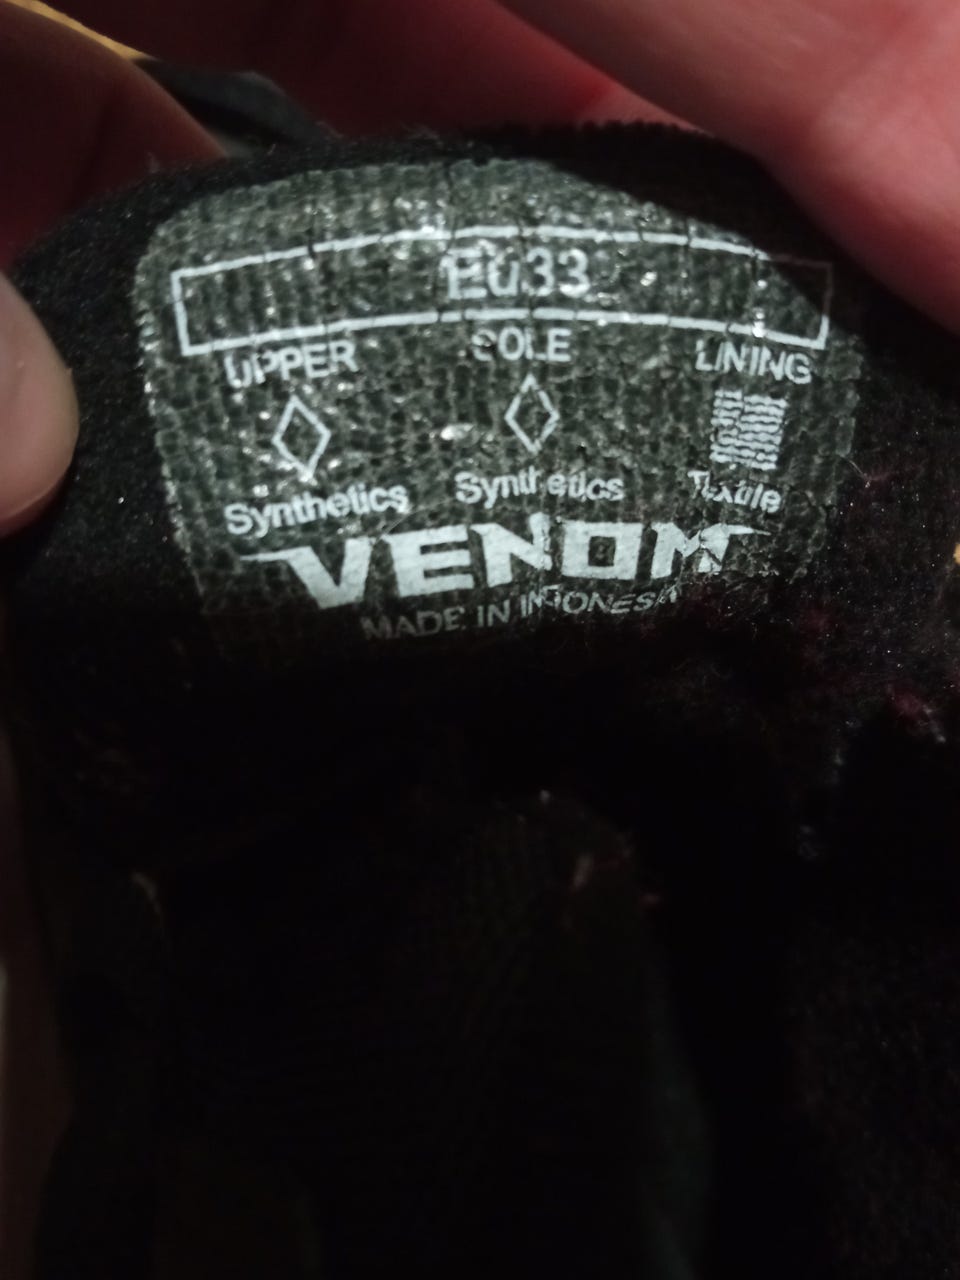 Eu33
UPPER SOLE LINING
Synthetics Synthetics Textile
VENOM
MADE IN INDONESIA